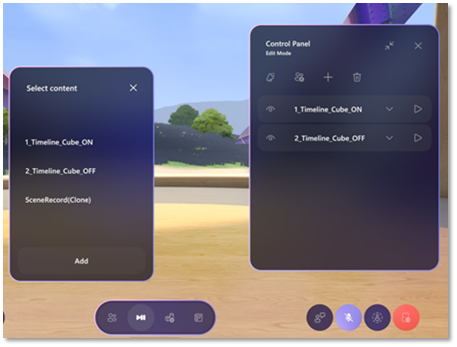 Select content
1_Timeline_Cube_ON
2_Timeline_Cube_OFF
SceneRecord(Clone)
Add
Control Panel
Edit Mode
1_Timeline_Cube_ON
2_Timeline_Cube_OFF